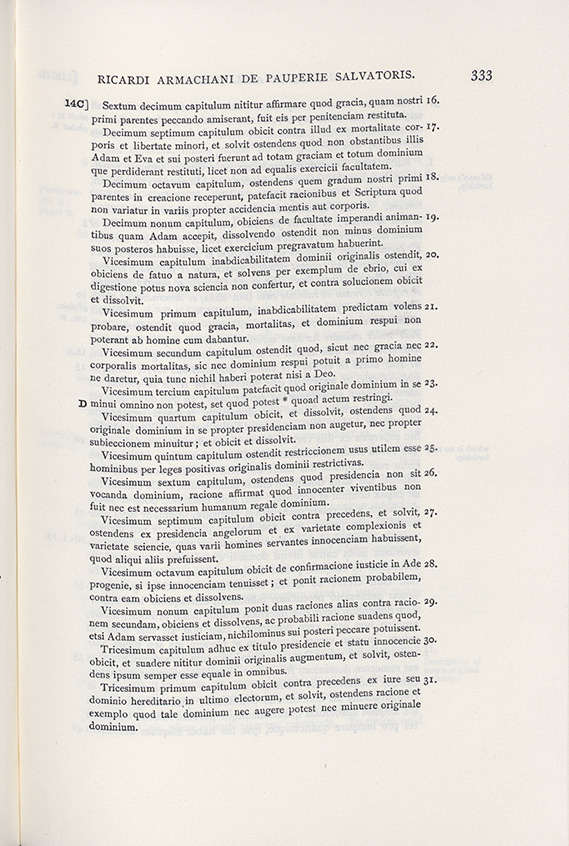 RICARDI ARMACHANI DE PAUPERIE SALVATORIS. 333
14C] Sextum decimum capitulum nititur affirmare quod gracia, quam nostri 16.
primi parentes peccando amiserant, fuit eis per penitenciam restituta.
Decimum septimum capitulum obicit contra illud ex mortalitate cor- 17.
poris et libertate minori, et solvit ostendens quod non obstantibus illis
Adam et Eva et sui posteri fuerunt ad totam graciam et totum dominium
que perdiderant restituti, licet non ad equalis exercicii facultatem.
Decimum octavum capitulum, ostendens quem gradum nostri primi 18.
parentes in creacione receperunt, patefacit racionibus et Scriptura quod
non variatur in variis propter accidencia mentis aut corporis.
Decimum nonum capitulum, obiciens de facultate imperandi animan- 19.
tibus quam Adam accepit, dissolvendo ostendit non minus dominium
suos posteros habuisse, licet exercicium pregravatum habuerint.
Vicesimum capitulum inabdicabilitatem dominii originalis ostendit, 20.
obiciens de fatuo a natura, et solvens per exemplum de ebrio, cui ex
digestione potus nova sciencia non confertur, et contra solucionem obicit
et dissolvit.
Vicesimum primum capitulum, inabdicabilitatem predictam volens 21.
probare, ostendit quod gracia, mortalitas, et dominium respui non
poterant ab homine cum dabantur.
Vicesimum secundum capitulum ostendit quod, sicut nec gracia nec 22.
corporalis mortalitas, sic nec dominium respui potuit a primo homine
ne daretur, quia tunc nichil haberi poterat nisi a Deo.
Vicesimum tercium capitulum patefacit quod originale dominium in se 23.
D minui omnino non potest, set quod potest * quoad actum restringi.
Vicesimum quartum capitulum obicit, et dissolvit, ostendens quod 24.
originale dominium in se propter presidenciam non augetur, nec propter
subieccionem minuitur; et obicit et dissolvit.
Vicesimum quintum capitulum ostendit restriccionem usus utilem esse 25.
hominibus per leges positivas originalis dominii restrictivas.
Vicesimum sextum capitulum, ostendens quod presidencia non sit 26.
vocanda dominium, racione affirmat quod innocenter viventibus non
fuit nec est necessarium humanum regale dominium.
Vicesimum septimum capitulum obicit contra precedens, et solvit, 27.
ostendens ex presidencia angelorum et ex varietate complexionis et
varietate sciencie, quas varii homines servantes innocenciam habuissent,
quod aliqui aliis prefuissent.
Vicesimum octavum capitulum obicit de confirmacione iusticie in Ade 28.
progenie, si ipse innocenciam tenuisset; et ponit racionem probabilem,
contra eam obiciens et dissolvens.
Vicesimum nonum capitulum ponit duas raciones alias contra racio- 29.
nem secundam, obiciens et dissolvens, ac probabili racione suadens quod,
etsi Adam servasset iusticiam, nichilominus sui posteri peccare potuissent.
Tricesimum capitulum adhuc ex titulo presidencie et statu innocencie 30.
obicit, et suadere nititur dominii originalis augmentum, et solvit, osten-
dens ipsum semper esse equale in omnibus.
Tricesimum primum capitulum obicit contra precedens ex iure seu 31.
dominio hereditario in ultimo electorum, et solvit, ostendens racione et
exemplo quod tale dominium nec augere potest nec minuere originale
dominium.